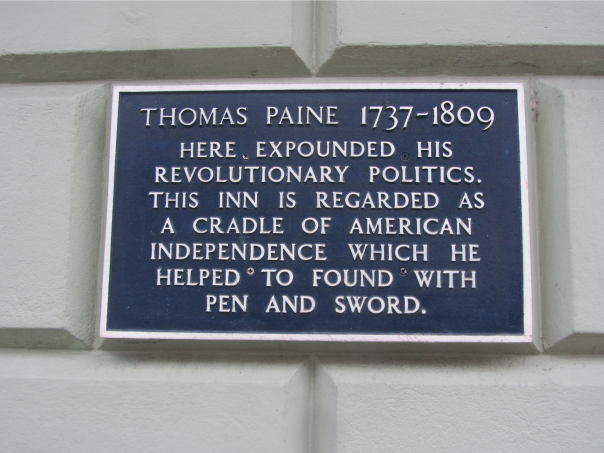 THOMAS PAINE 1737-1809
HERE EXPOUNDED HIS
REVOLUTIONARY POLITICS.
THIS INN IS REGARDED AS
A CRADLE OF AMERICAN
INDEPENDENCE WHICH HE
HELPED TO FOUND WITH
PEN AND SWORD.